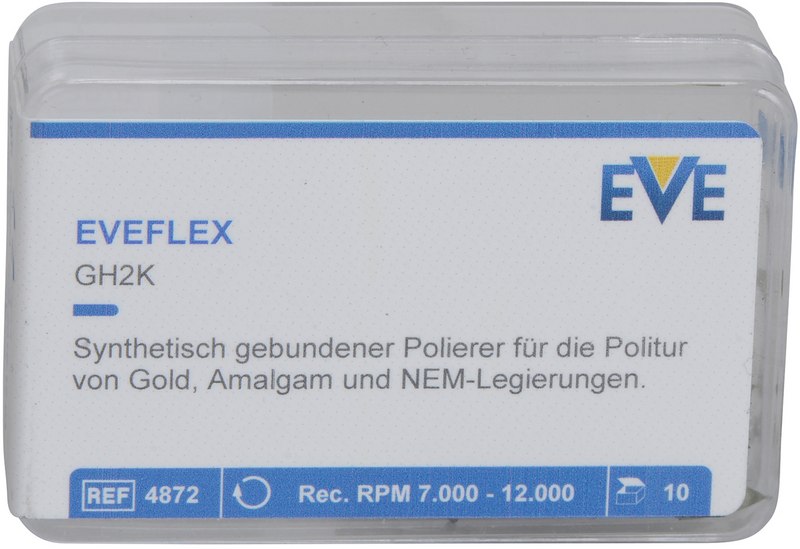 EVE
EVEFLEX
GH2K
Synthetisch gebundener Polierer für die Politur
von Gold, Amalgam und NEM-Legierungen.
REF 4872 Rec. RPM 7.000 - 12.000 10